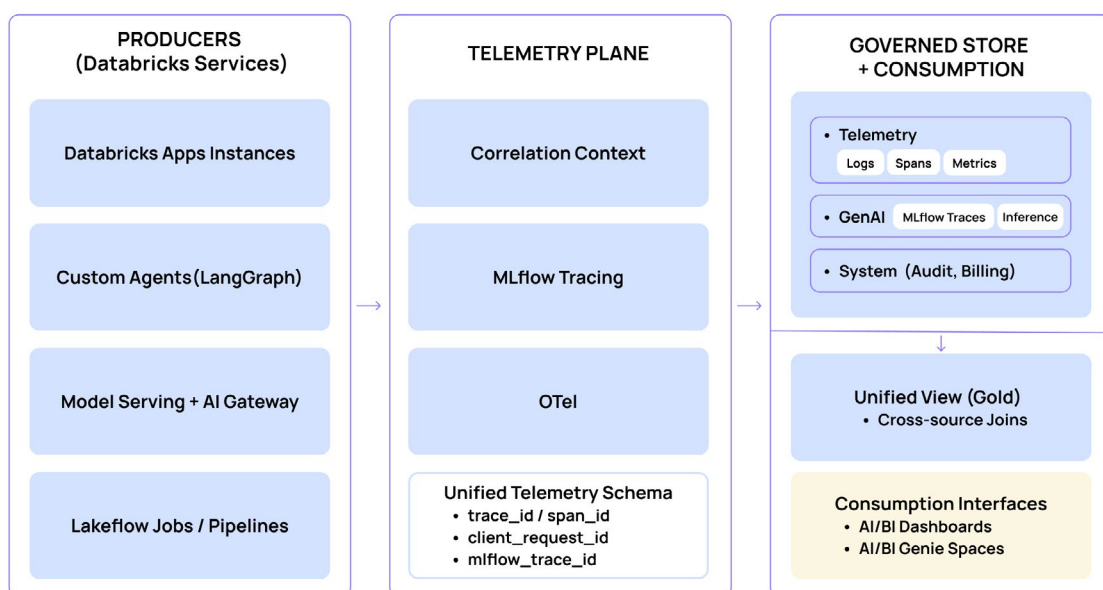 PRODUCERS
(Databricks Services)
Databricks Apps Instances
Custom Agents(LangGraph)
Model Serving + AI Gateway
Lakeflow Jobs / Pipelines
TELEMETRY PLANE
Correlation Context
MLflow Tracing
OTel
Unified Telemetry Schema
• trace_id / span_id
• client_request_id
• mlflow_trace_id
GOVERNED STORE
+ CONSUMPTION
• Telemetry
Logs Spans Metrics
• GenAI MLflow Traces Inference
• System (Audit, Billing)
Unified View (Gold)
• Cross-source Joins
Consumption Interfaces
• AI/BI Dashboards
• AI/BI Genie Spaces